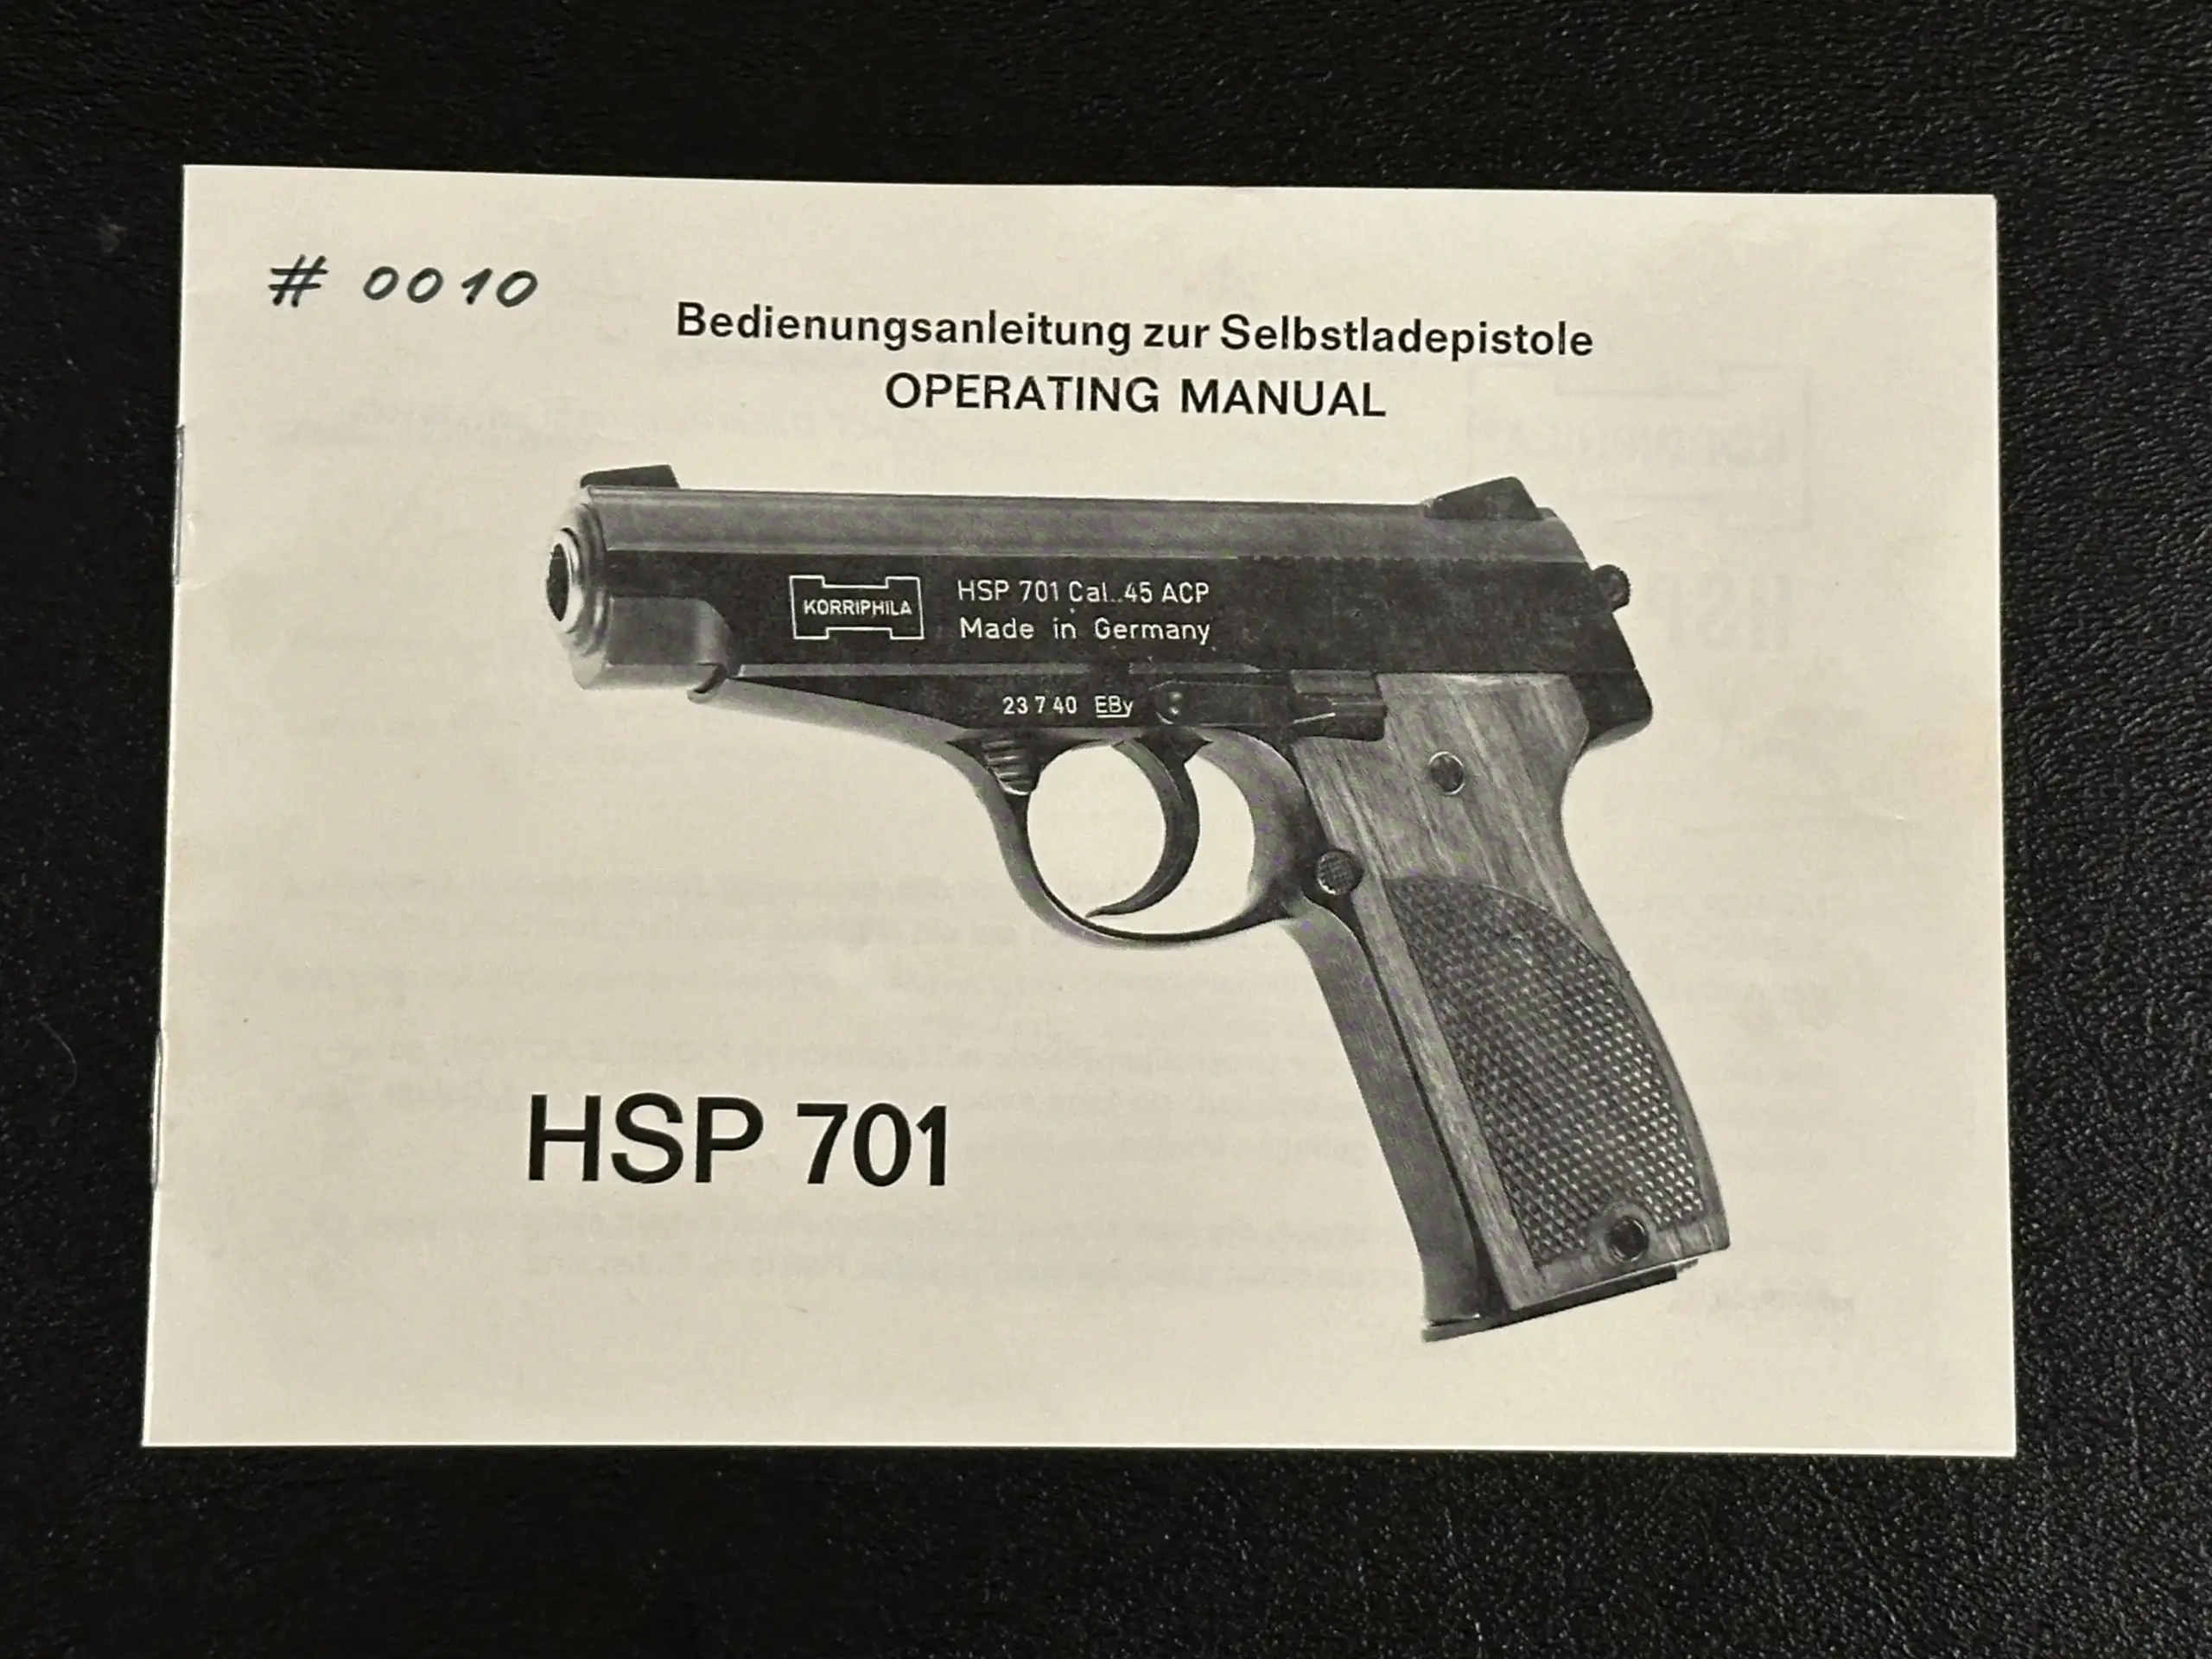 # 0010
Bedienungsanleitung zur Selbstladepistole
OPERATING MANUAL
KORRIPHILA
HSP 701 Cal..45 ACP
Made in Germany
23 7 40 EBy
HSP 701